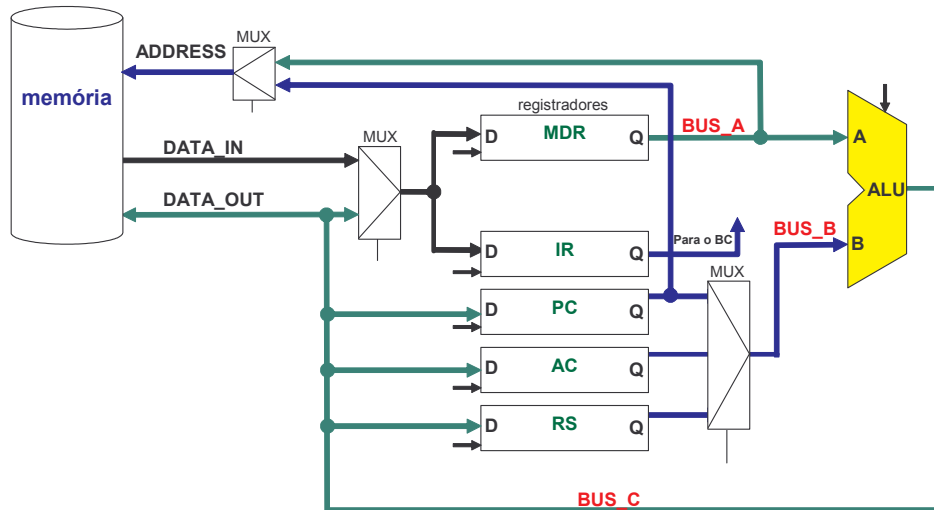 MUX
ADDRESS
memória
registradores
D MDR Q
BUS_A
A
MUX
DATA_IN
DATA_OUT
ALU
BUS_B
B
D IR Q
Para o BC
MUX
D PC Q
D AC Q
D RS Q
BUS_C